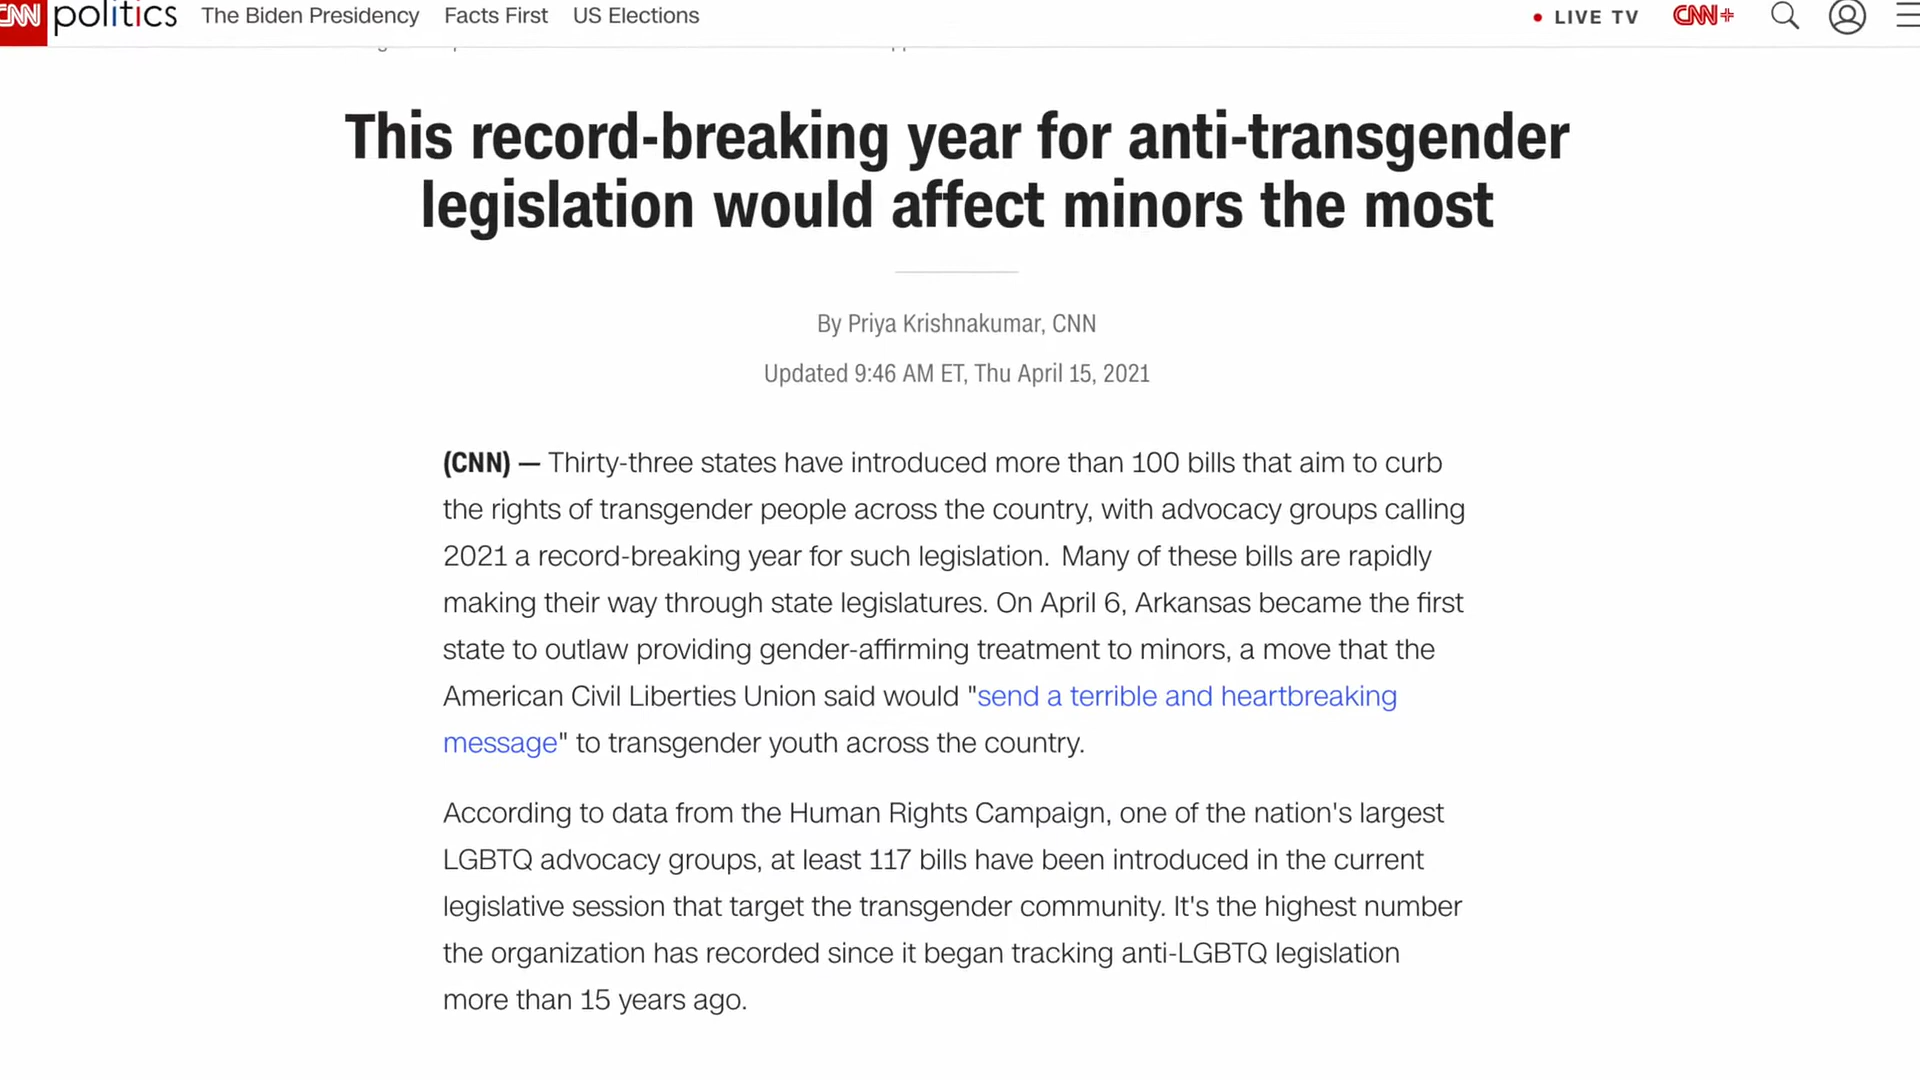 CNN politics The Biden Presidency Facts First US Elections LIVE TV CNN+
This record-breaking year for anti-transgender
legislation would affect minors the most
By Priya Krishnakumar, CNN
Updated 9:46 AM ET, Thu April 15, 2021
(CNN) — Thirty-three states have introduced more than 100 bills that aim to curb
the rights of transgender people across the country, with advocacy groups calling
2021 a record-breaking year for such legislation. Many of these bills are rapidly
making their way through state legislatures. On April 6, Arkansas became the first
state to outlaw providing gender-affirming treatment to minors, a move that the
American Civil Liberties Union said would "send a terrible and heartbreaking
message" to transgender youth across the country.
According to data from the Human Rights Campaign, one of the nation's largest
LGBTQ advocacy groups, at least 117 bills have been introduced in the current
legislative session that target the transgender community. It's the highest number
the organization has recorded since it began tracking anti-LGBTQ legislation
more than 15 years ago.